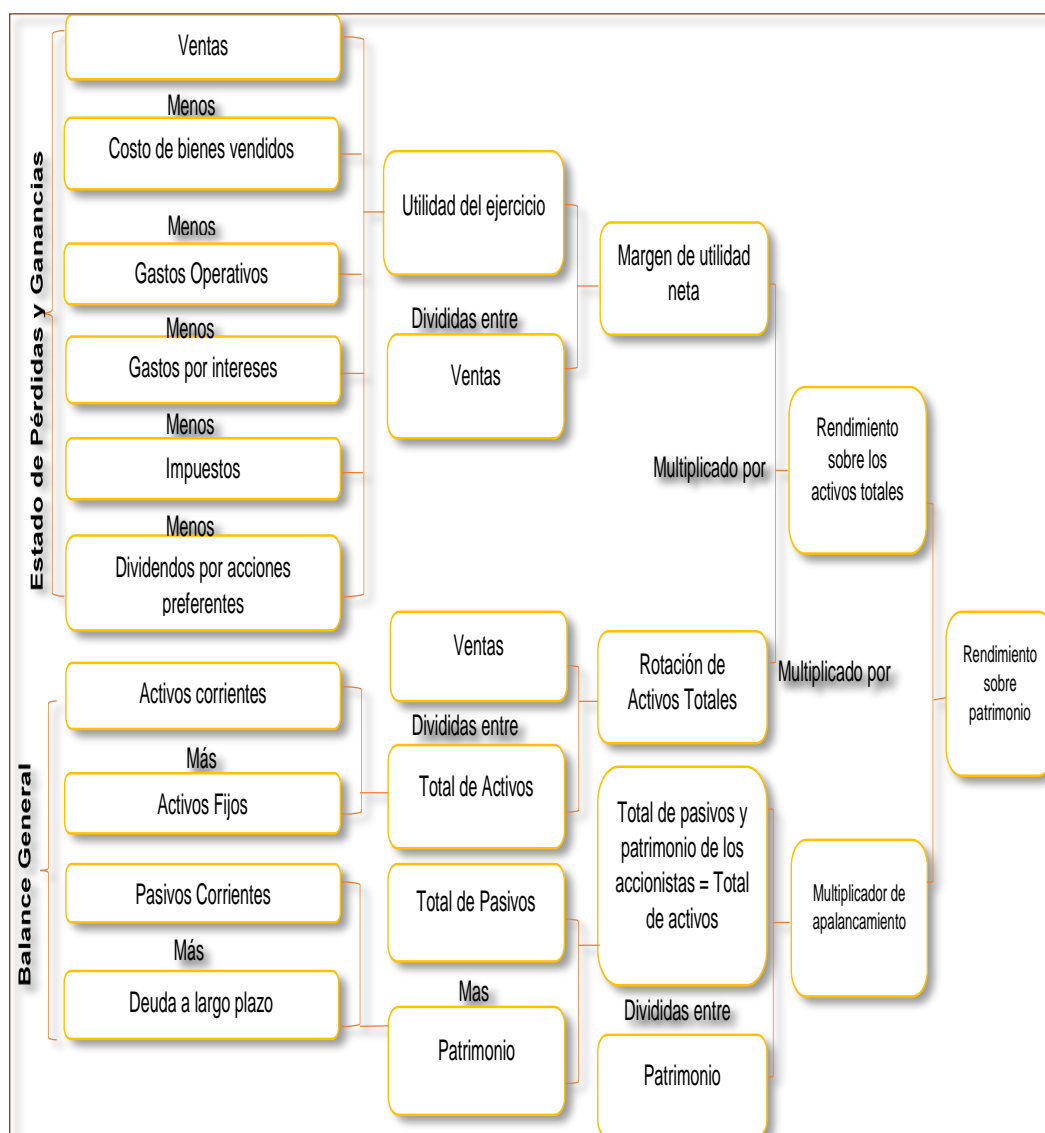 Estado de Pérdidas y Ganancias
Ventas
Menos
Costo de bienes vendidos
Menos
Gastos Operativos
Menos
Gastos por intereses
Menos
Impuestos
Menos
Dividendos por acciones
preferentes
Utilidad del ejercicio
Divididas entre
Ventas
Margen de utilidad
neta
Multiplicado por
Rendimiento
sobre los
activos totales
Balance General
Activos corrientes
Más
Activos Fijos
Pasivos Corrientes
Más
Deuda a largo plazo
Ventas
Divididas entre
Total de Activos
Total de Pasivos
Mas
Patrimonio
Rotación de
Activos Totales
Multiplicado por
Total de pasivos y
patrimonio de los
accionistas = Total
de activos
Divididas entre
Patrimonio
Multiplicador de
apalancamiento
Rendimiento
sobre
patrimonio